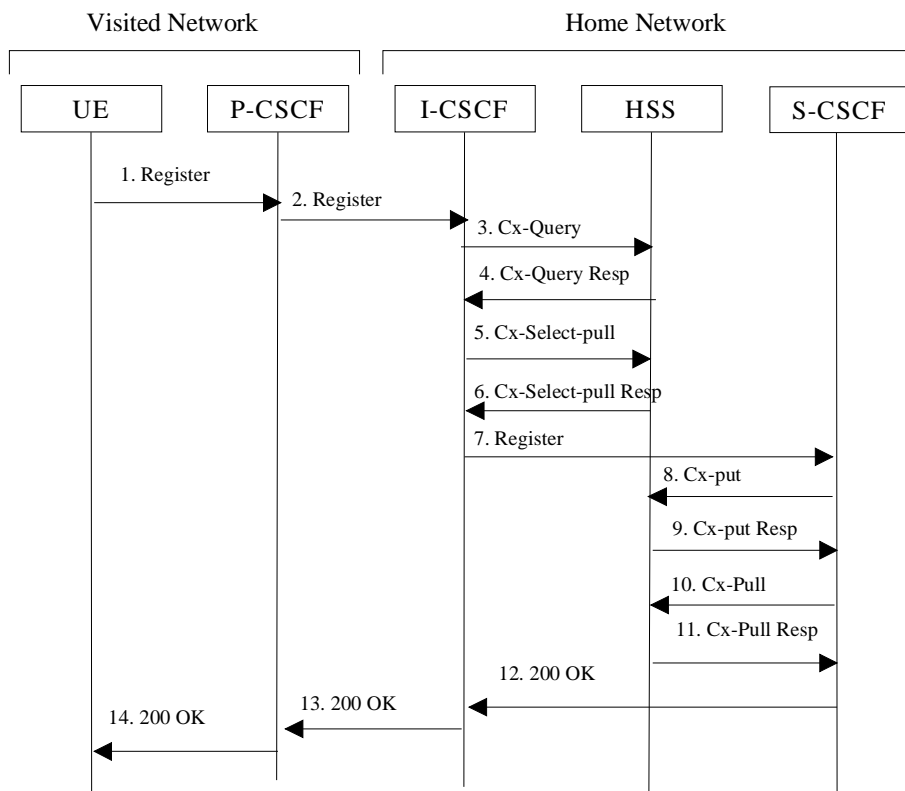 Visited Network
Home Network
UE
P-CSCF
I-CSCF
HSS
S-CSCF
1. Register
2. Register
3. Cx-Query
4. Cx-Query Resp
5. Cx-Select-pull
6. Cx-Select-pull Resp
7. Register
8. Cx-put
9. Cx-put Resp
10. Cx-Pull
11. Cx-Pull Resp
12. 200 OK
13. 200 OK
14. 200 OK